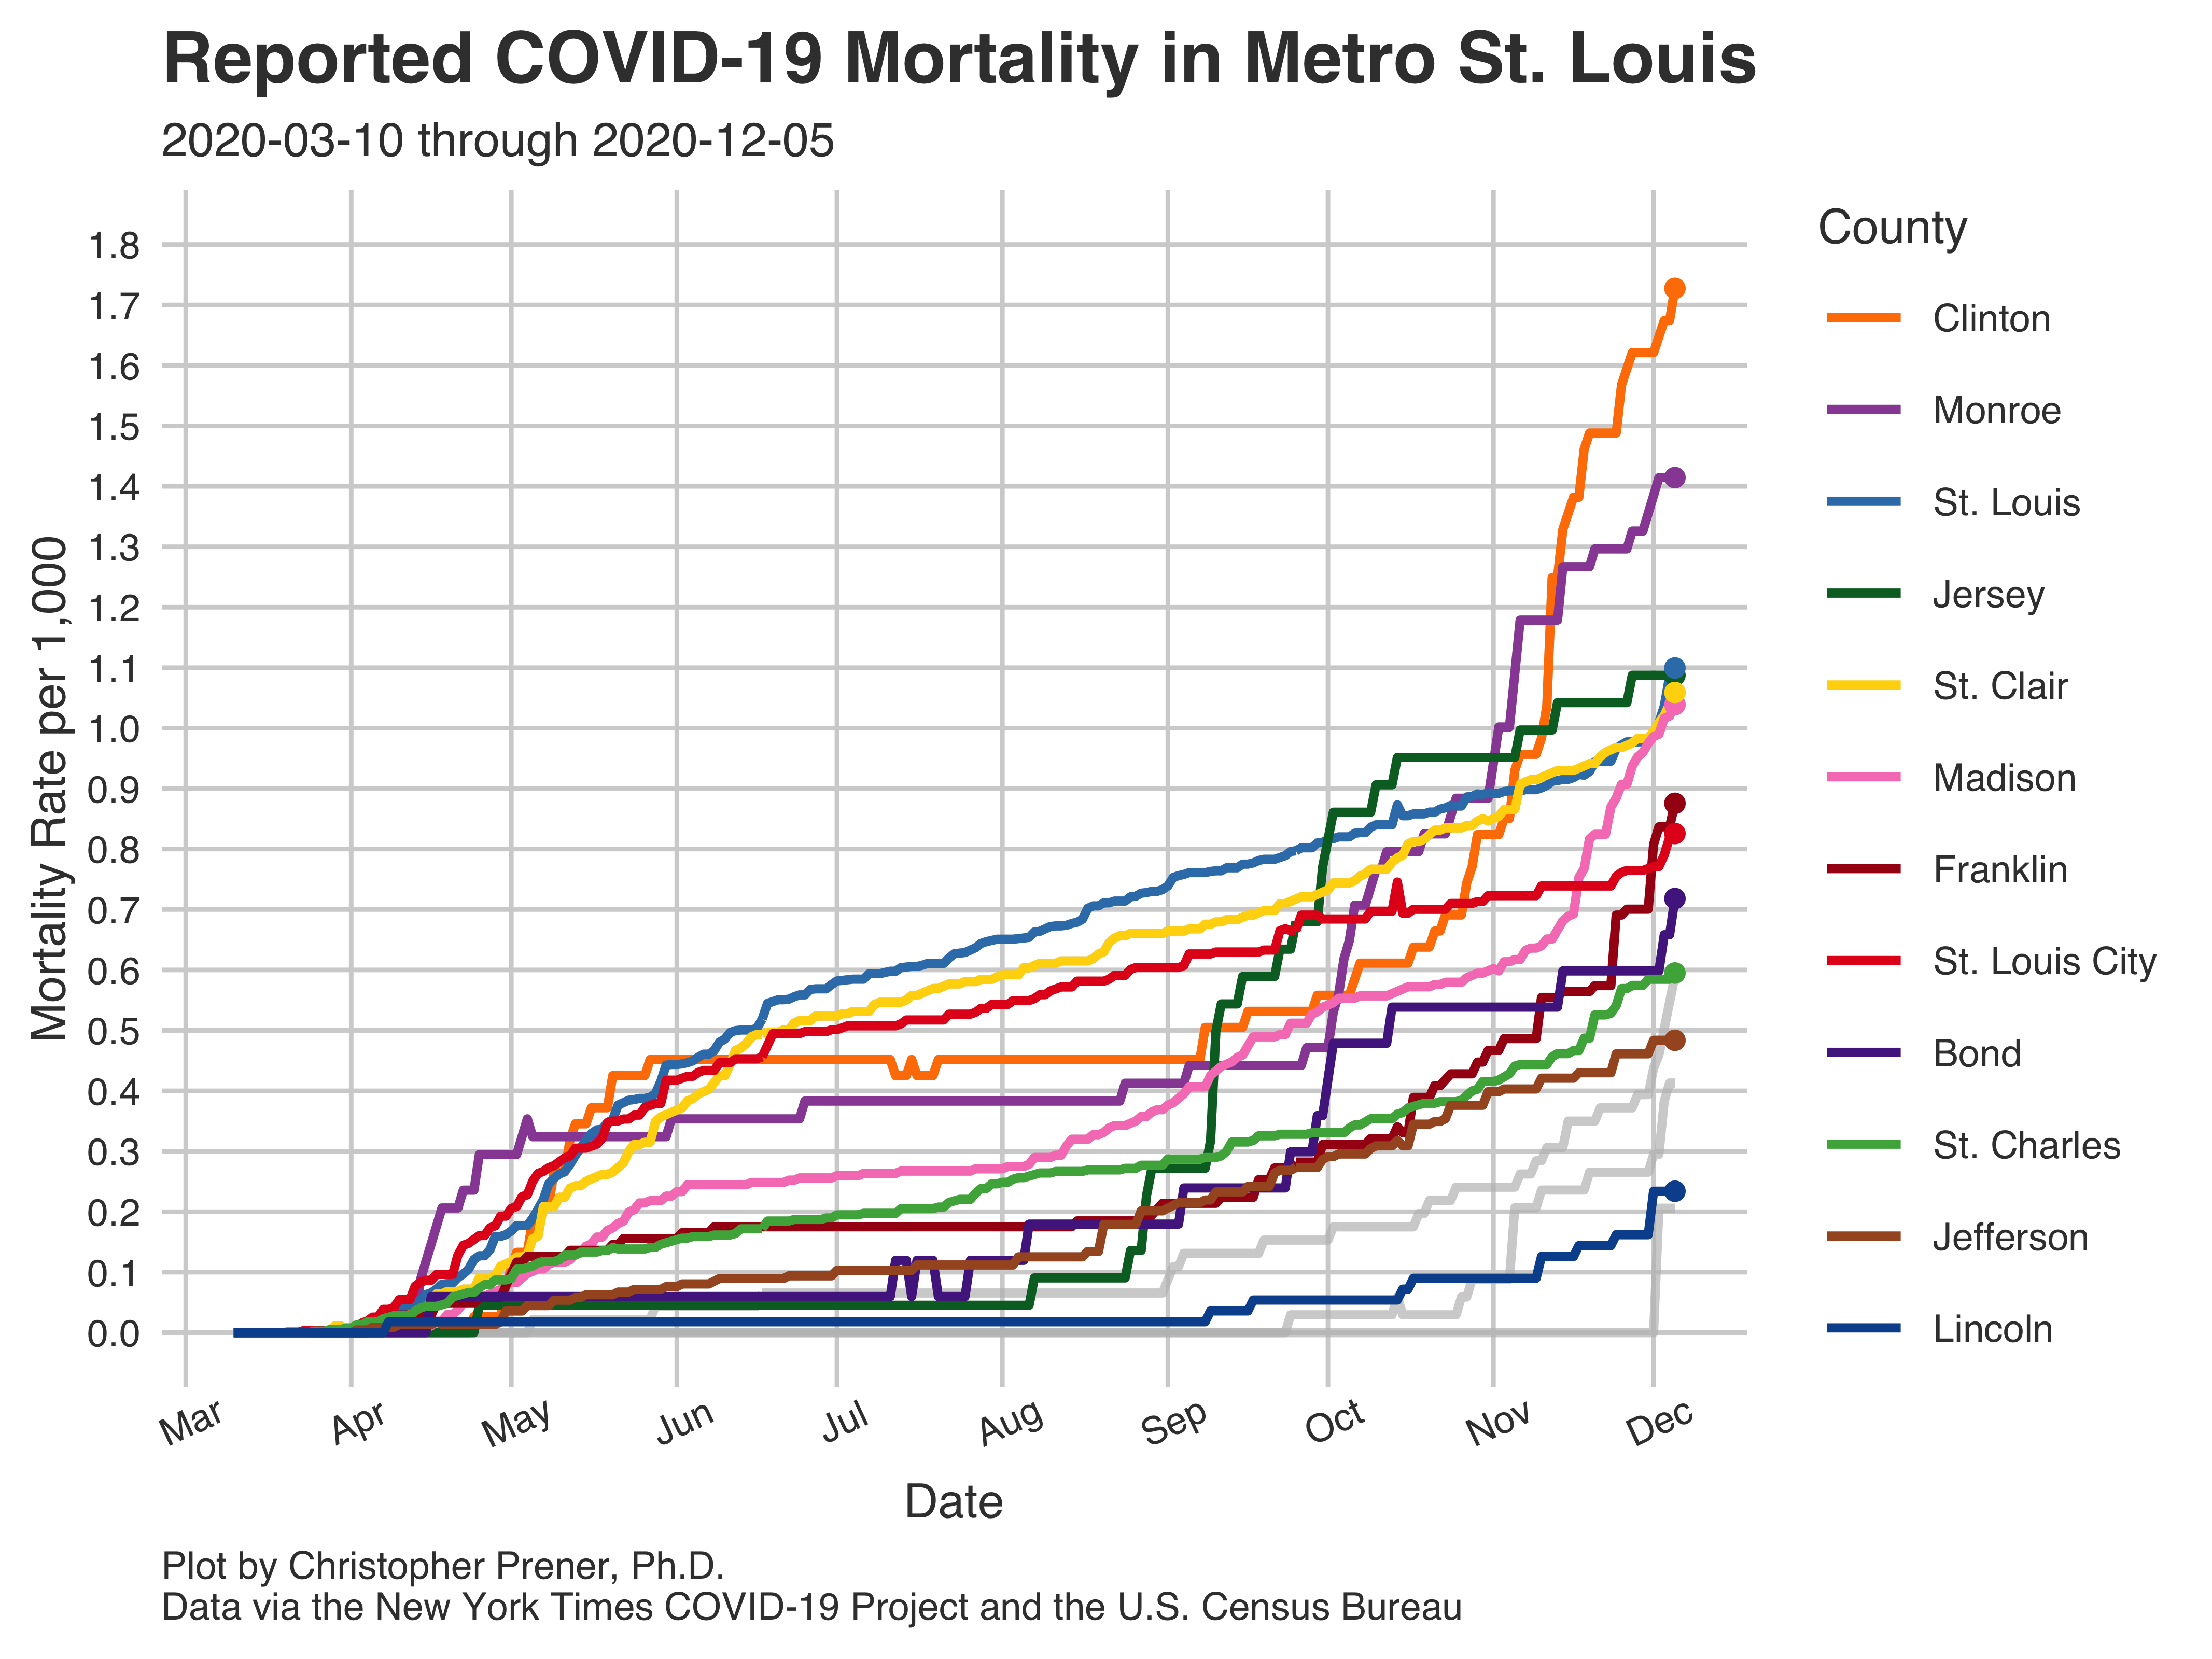 Reported COVID-19 Mortality in Metro St. Louis
2020-03-10 through 2020-12-05
Mortality Rate per 1,000
1.8
1.7
1.6
1.5
1.4
1.3
1.2
1.1
1.0
0.9
0.8
0.7
0.6
0.5
0.4
0.3
0.2
0.1
0.0
Mar Apr May Jun Jul Aug Sep Oct Nov Dec
Date
County
Clinton
Monroe
St. Louis
Jersey
St. Clair
Madison
Franklin
St. Louis City
Bond
St. Charles
Jefferson
Lincoln
Plot by Christopher Prener, Ph.D.
Data via the New York Times COVID-19 Project and the U.S. Census Bureau